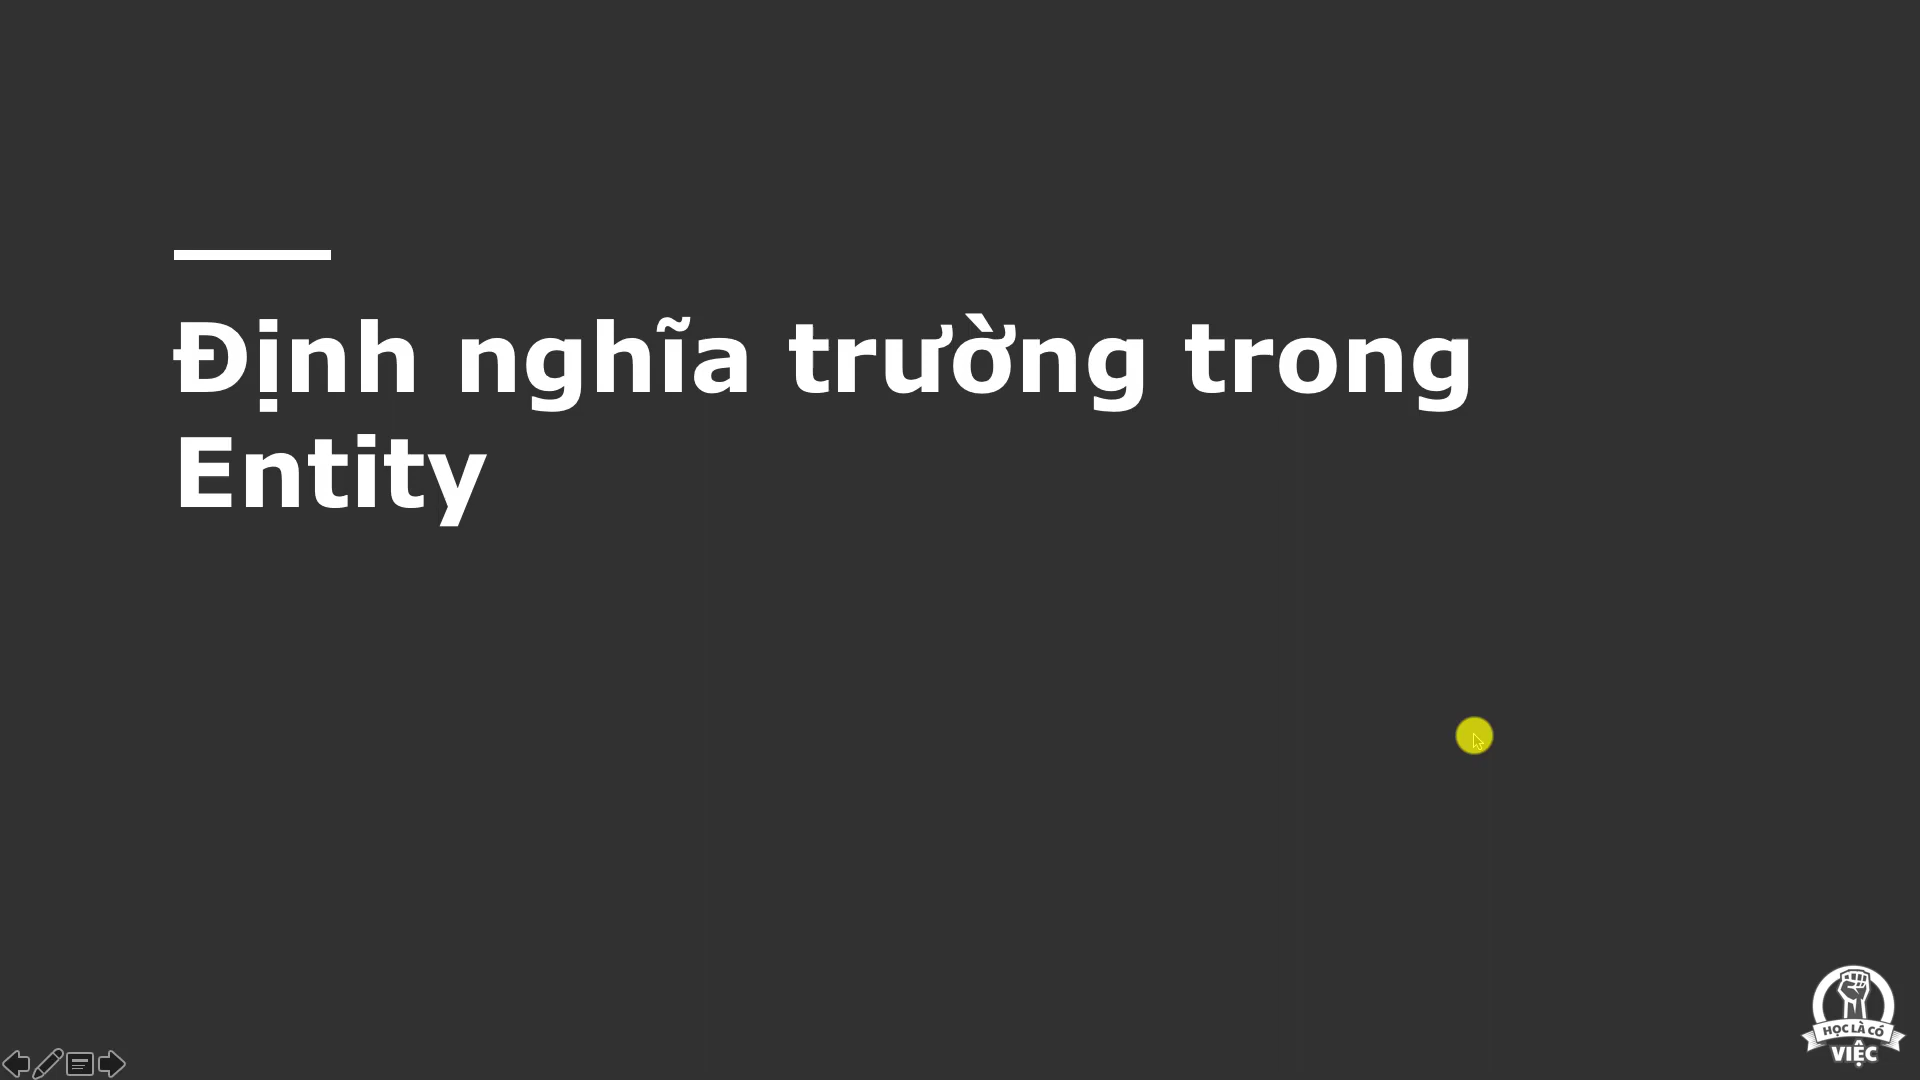 Định nghĩa trường trong
Entity
HỌC LÀ CÓ
VIỆC